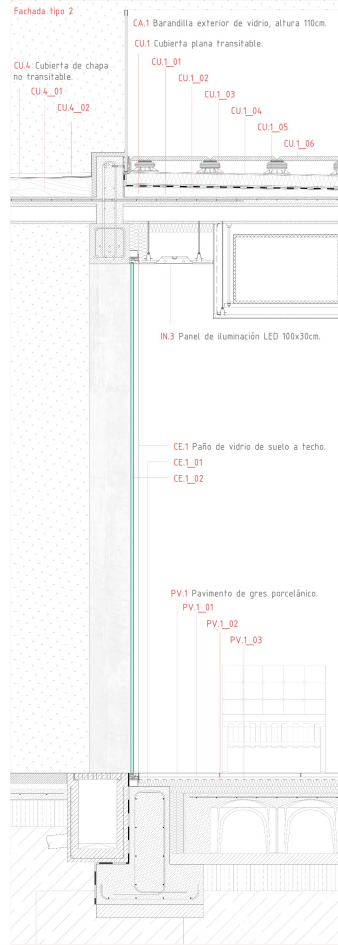 Fachada tipo 2
CA.1 Barandilla exterior de vidrio, altura 110cm.
CU.1 Cubierta plana transitable.
CU.1_01
CU.1_02
CU.1_03
CU.1_04
CU.1_05
CU.1_06
CU.4 Cubierta de chapa
no transitable.
CU.4_01
CU.4_02
IN.3 Panel de iluminación LED 100x30cm.
CE.1 Paño de vidrio de suelo a techo.
CE.1_01
CE.1_02
PV.1 Pavimento de gres porcelánico.
PV.1_01
PV.1_02
PV.1_03